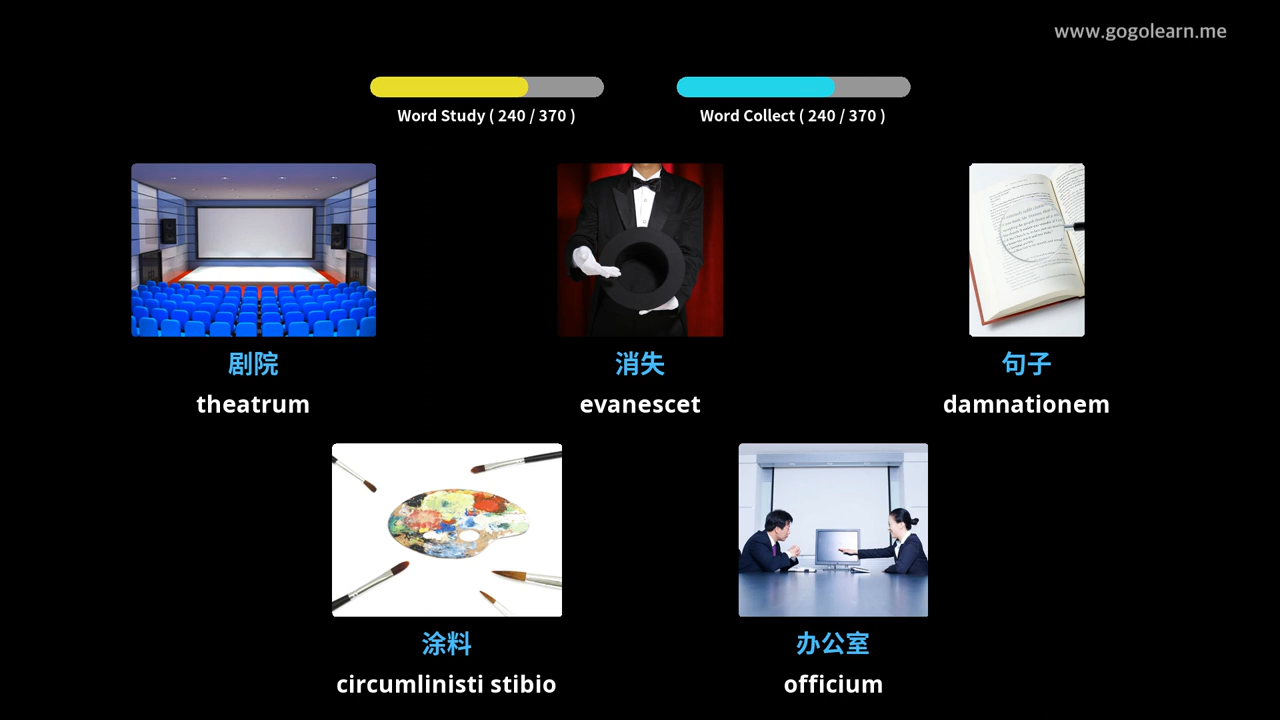 www.gogolearn.me
Word Study ( 240 / 370 )
Word Collect ( 240 / 370 )
剧院
消失
句子
theatrum
evanescet
damnationem
涂料
办公室
circumlinisti stibio
officium